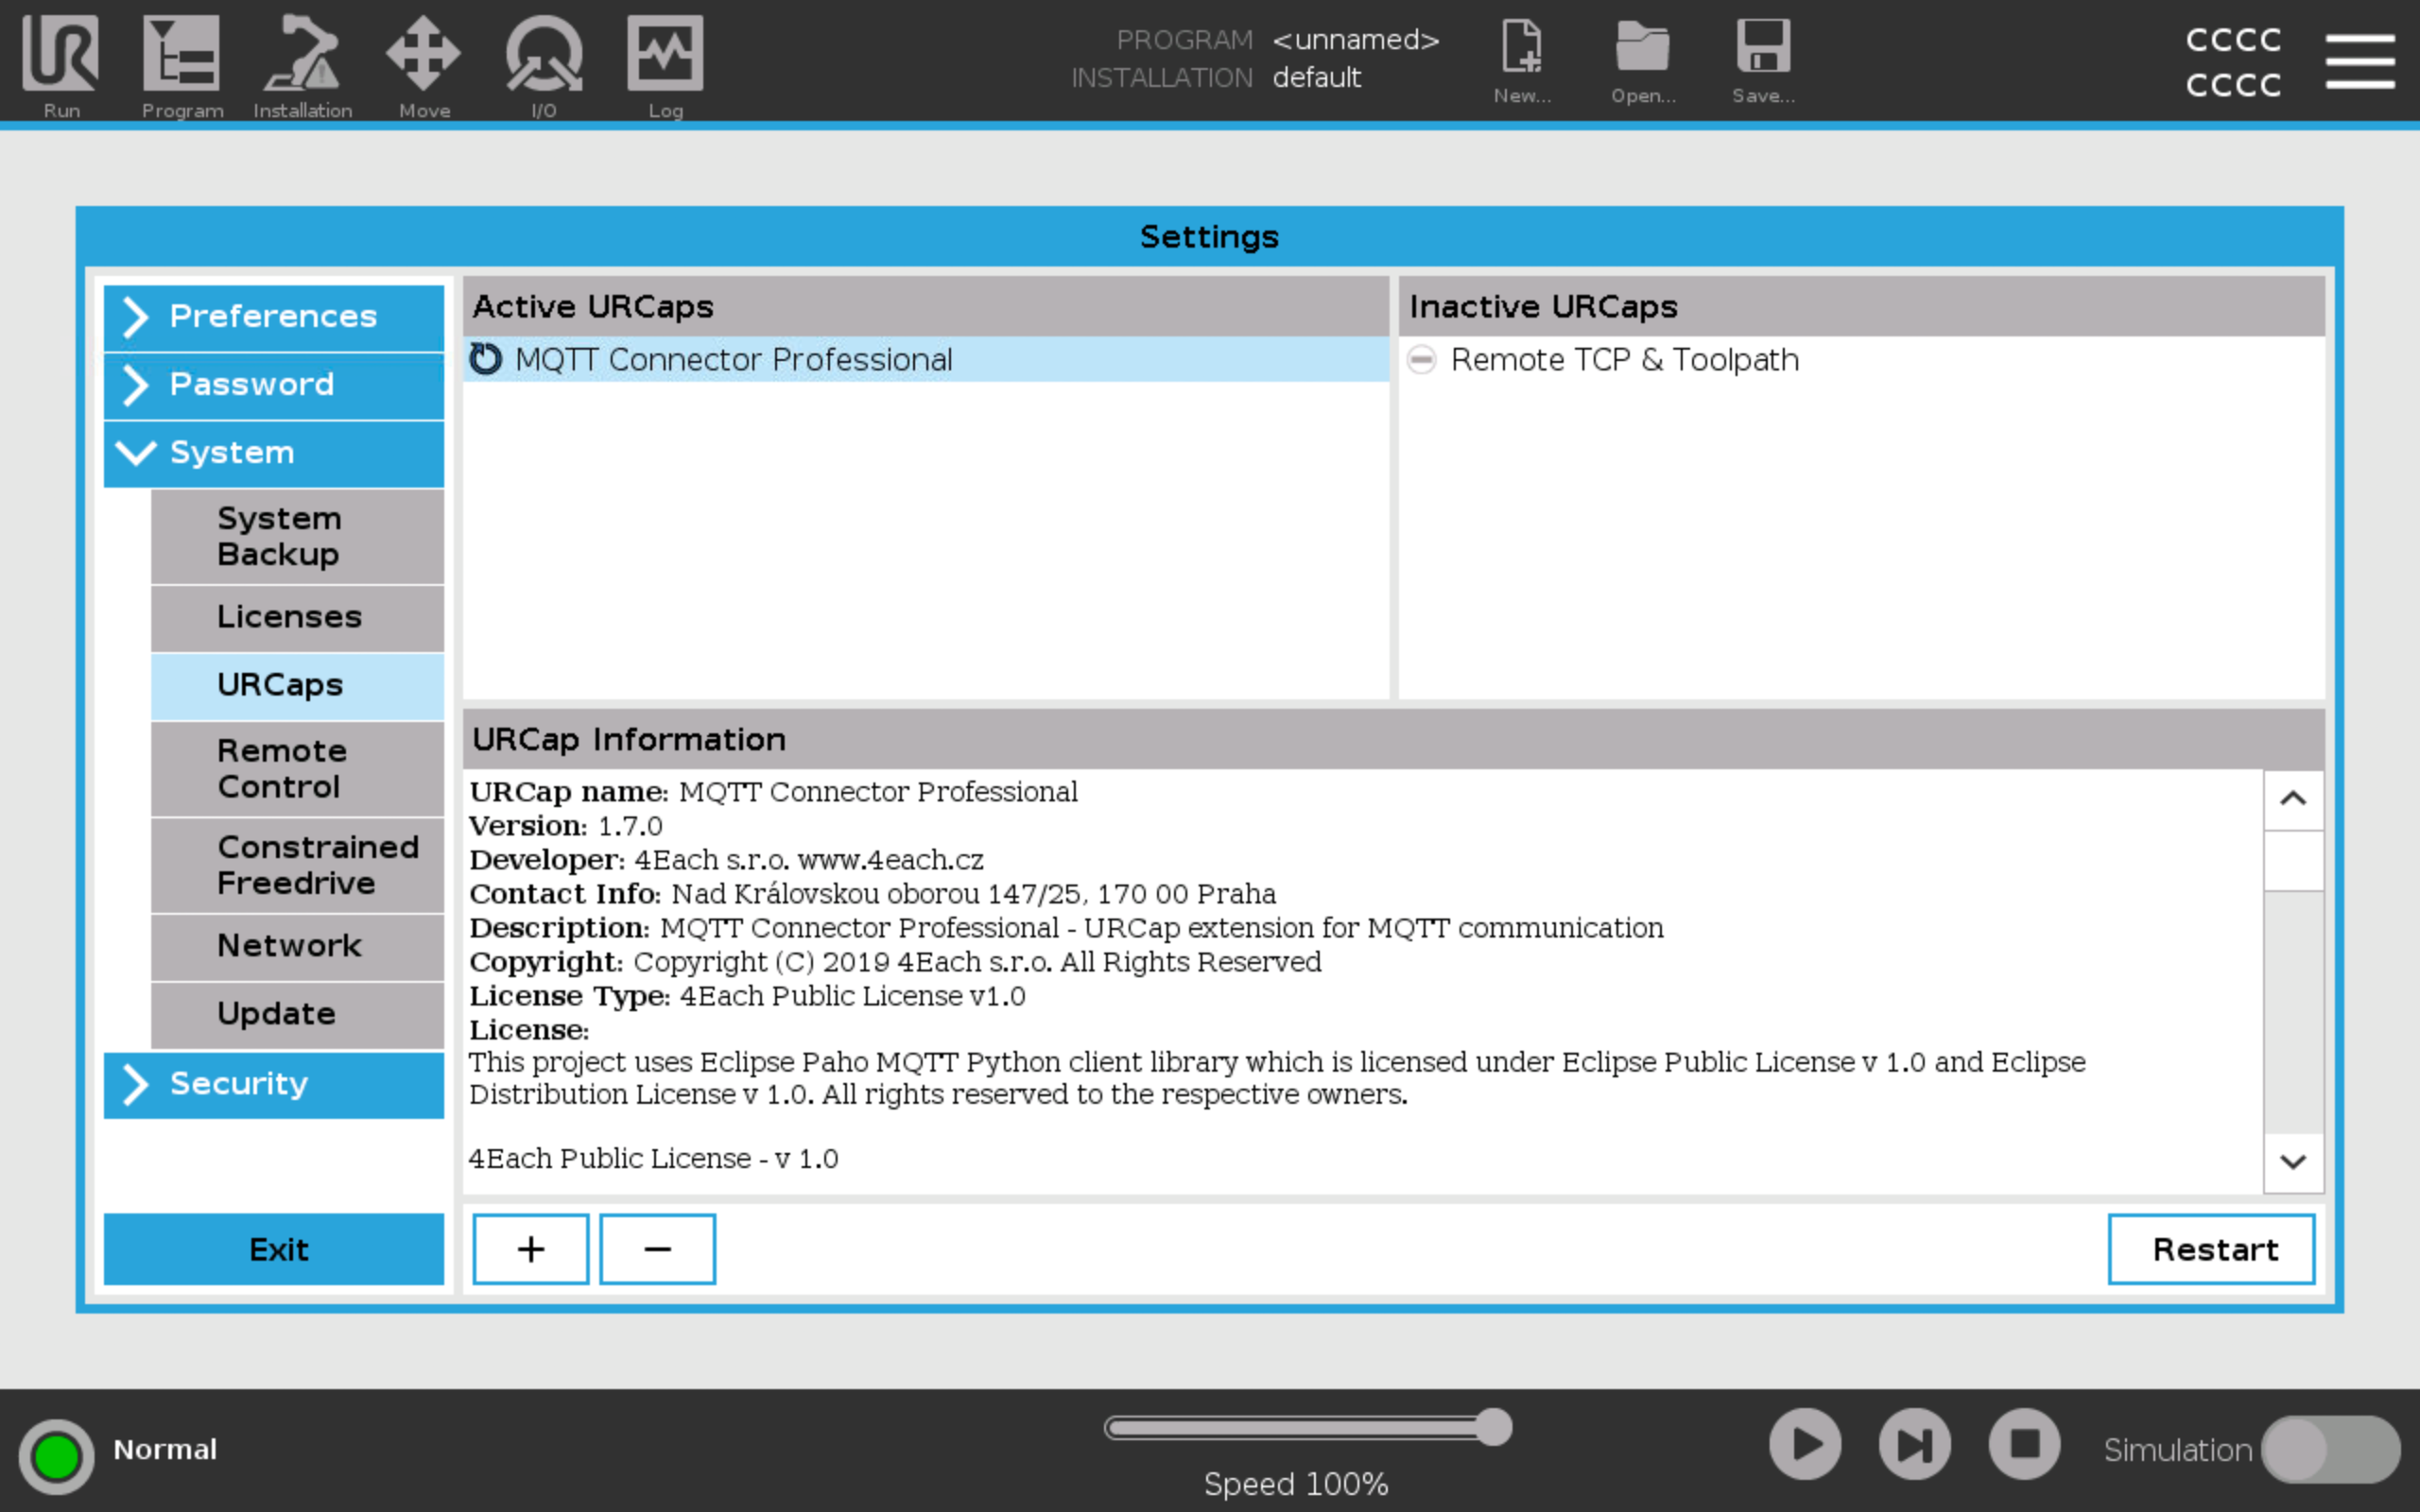 Run
Program
Installation
Move
I/O
Log
PROGRAM <unnamed>
INSTALLATION default
New...
Open...
Save...
CCCC
CCCC
Settings
Preferences
Password
System
System
Backup
Licenses
URCaps
Remote
Control
Constrained
Freedrive
Network
Update
Security
Exit
Active URCaps
MQTT Connector Professional
Inactive URCaps
Remote TCP & Toolpath
URCap Information
URCap name: MQTT Connector Professional
Version: 1.7.0
Developer: 4Each s.r.o. www.4each.cz
Contact Info: Nad Královskou oborou 147/25, 170 00 Praha
Description: MQTT Connector Professional - URCap extension for MQTT communication
Copyright: Copyright (C) 2019 4Each s.r.o. All Rights Reserved
License Type: 4Each Public License v1.0
License:
This project uses Eclipse Paho MQTT Python client library which is licensed under Eclipse Public License v 1.0 and Eclipse
Distribution License v 1.0. All rights reserved to the respective owners.
4Each Public License - v 1.0
+
−
Restart
Normal
Speed 100%
Simulation